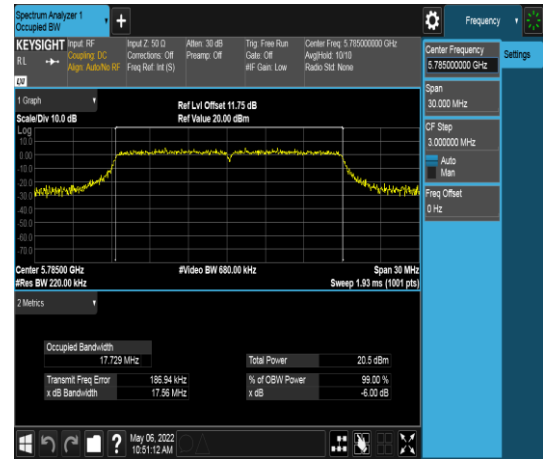 Spectrum Analyzer 1
Occupied BW
Frequency
KEYSIGHT
R L
LXI
Input: RF
Coupling: DC
Align: Auto/No RF
Input Z: 50 Ω
Corrections: Off
Freq Ref: Int (S)
Atten: 30 dB
Preamp: Off
Trig: Free Run
Gate: Off
#IF Gain: Low
Center Freq: 5.785000000 GHz
Avg|Hold: 10/10
Radio Std: None
Center Frequency
5.785000000 GHz
Settings
Span
30.000 MHz
CF Step
3.000000 MHz
Auto
Man
Freq Offset
0 Hz
1 Graph
Scale/Div 10.0 dB
Ref Lvl Offset 11.75 dB
Ref Value 20.00 dBm
Log
10.0
0.00
-10.0
-20.0
-30.0
-40.0
-50.0
-60.0
-70.0
Center 5.78500 GHz
#Video BW 680.00 kHz
Span 30 MHz
#Res BW 220.00 kHz
Sweep 1.93 ms (1001 pts)
2 Metrics
Occupied Bandwidth
17.729 MHz
Total Power
20.5 dBm
Transmit Freq Error
186.94 kHz
% of OBW Power
99.00 %
x dB Bandwidth
17.56 MHz
x dB
-6.00 dB
?
May 06, 2022
10:51:12 AM